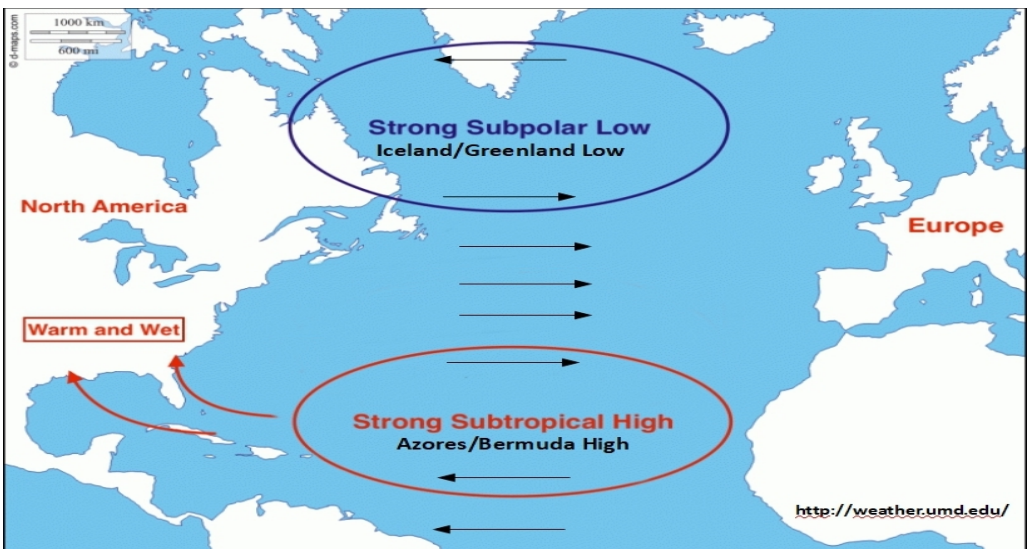 © d-maps.com
1000 km
600 mi
Strong Subpolar Low
Iceland/Greenland Low
North America
Europe
Warm and Wet
Strong Subtropical High
Azores/Bermuda High
http://weather.umd.edu/